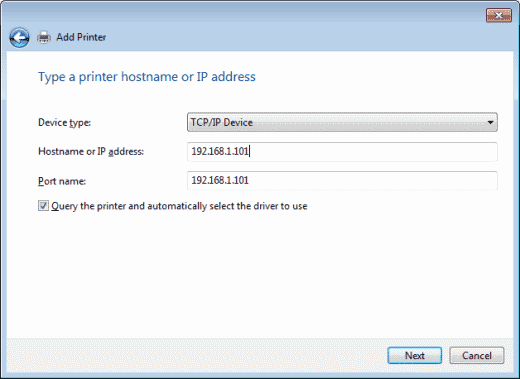 Add Printer
Type a printer hostname or IP address
Device type: TCP/IP Device
Hostname or IP address: 192.168.1.101
Port name: 192.168.1.101
Query the printer and automatically select the driver to use
Next Cancel